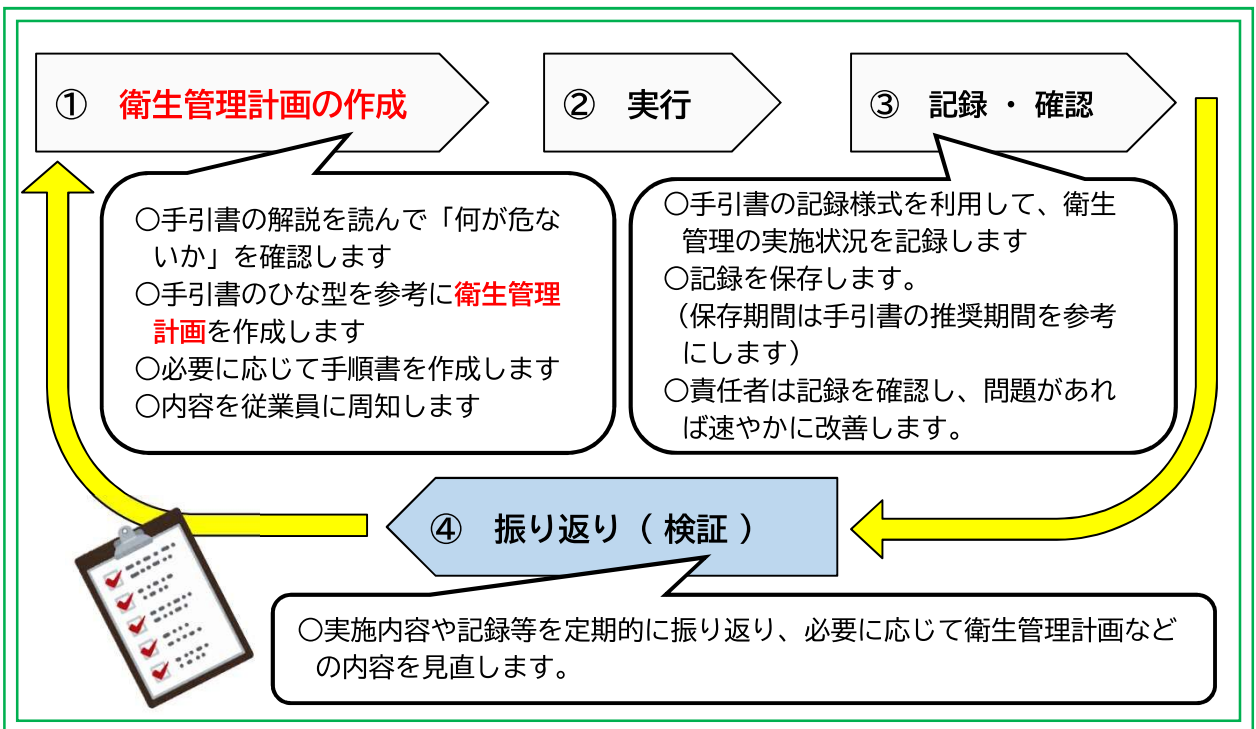 ① 衛生管理計画の作成
② 実行
③ 記録 ・ 確認
〇手引書の解説を読んで「何が危な
いか」を確認します
〇手引書のひな型を参考に衛生管理
計画を作成します
〇必要に応じて手順書を作成します
〇内容を従業員に周知します
〇手引書の記録様式を利用して、衛生
管理の実施状況を記録します
〇記録を保存します。
（保存期間は手引書の推奨期間を参考
にします）
〇責任者は記録を確認し、問題があれ
ば速やかに改善します。
④ 振り返り（ 検証 ）
〇実施内容や記録等を定期的に振り返り、必要に応じて衛生管理計画など
の内容を見直します。